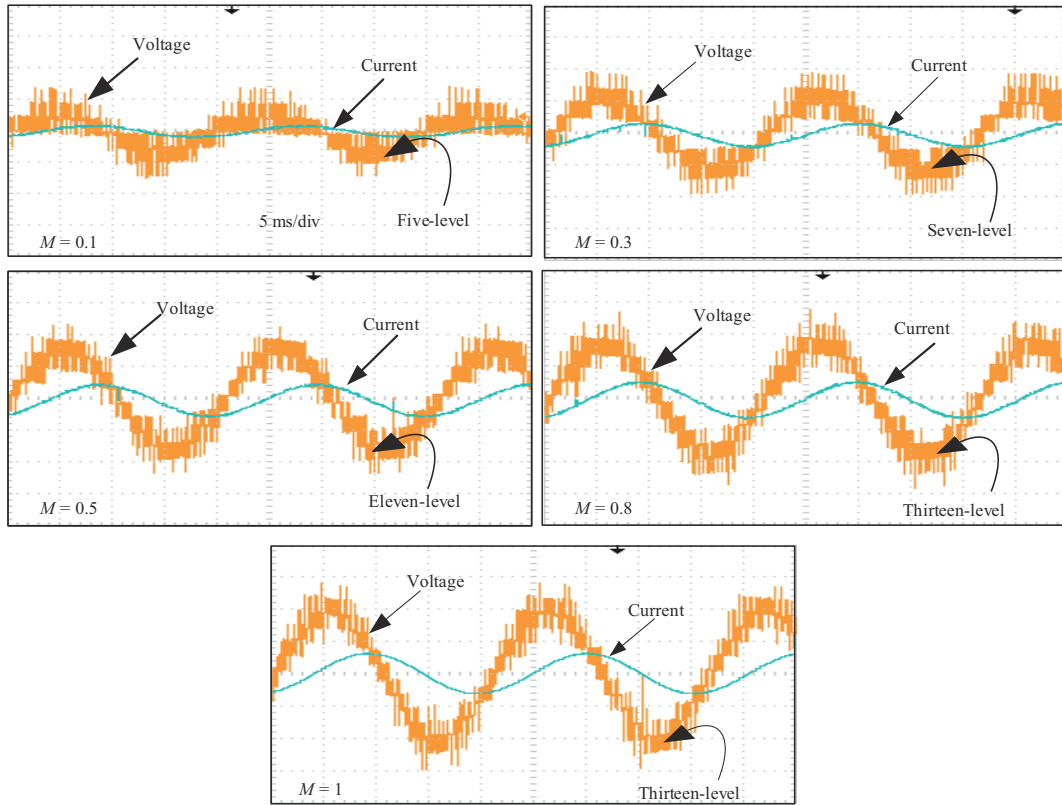 Voltage
Current
5 ms/div
Five-level
M = 0.1
Voltage
Current
Seven-level
M = 0.3
Voltage
Current
Eleven-level
M = 0.5
Voltage
Current
Thirteen-level
M = 0.8
Voltage
Current
Thirteen-level
M = 1